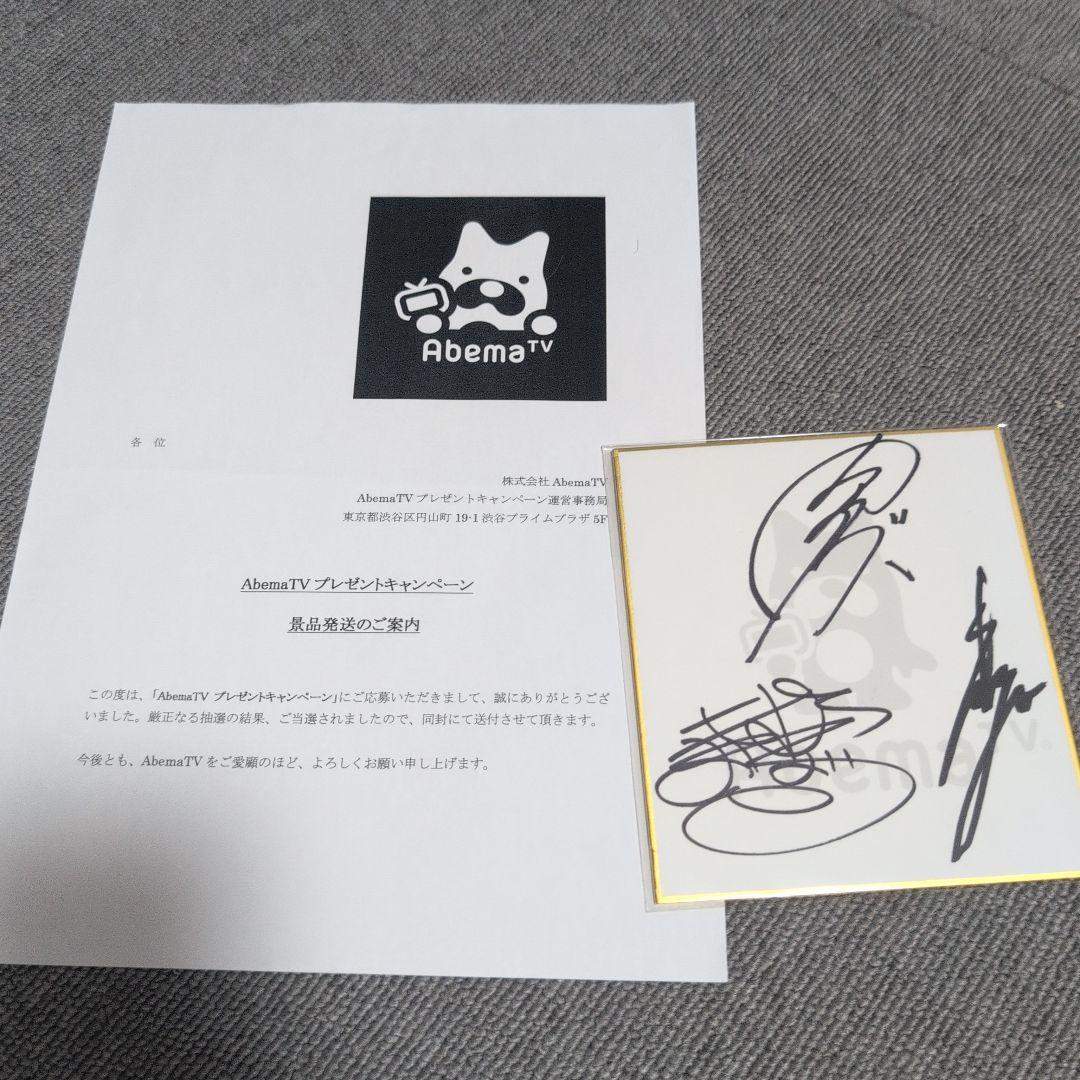 AbemaTV
各 位
株式会社 AbemaTV
AbemaTV プレゼントキャンペーン運営事務局
東京都渋谷区円山町 19-1 渋谷プライムプラザ 5F
AbemaTV プレゼントキャンペーン
景品発送のご案内
この度は、「AbemaTV プレゼントキャンペーン」にご応募いただきまして、誠にありがとうござ
いました。厳正なる抽選の結果、ご当選されましたので、同封にて送付させて頂きます。
今後とも、AbemaTV をご愛顧のほど、よろしくお願い申し上げます。
AbemaTV